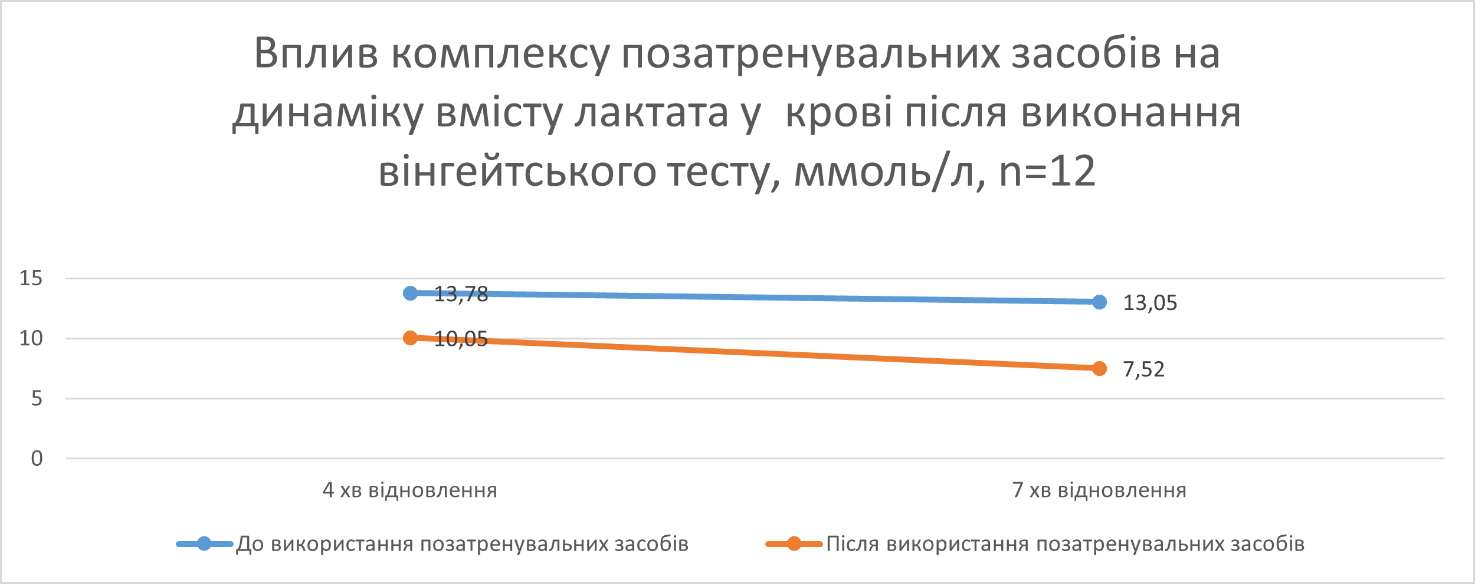 Вплив комплексу позатренувальних засобів на
динаміку вмісту лактата у  крові після виконання
вінгейтського тесту, ммоль/л, n=12
15
10
5
0
13,78
13,05
10,05
7,52
4 хв відновлення
7 хв відновлення
До використання позатренувальних засобів
Після використання позатренувальних засобів